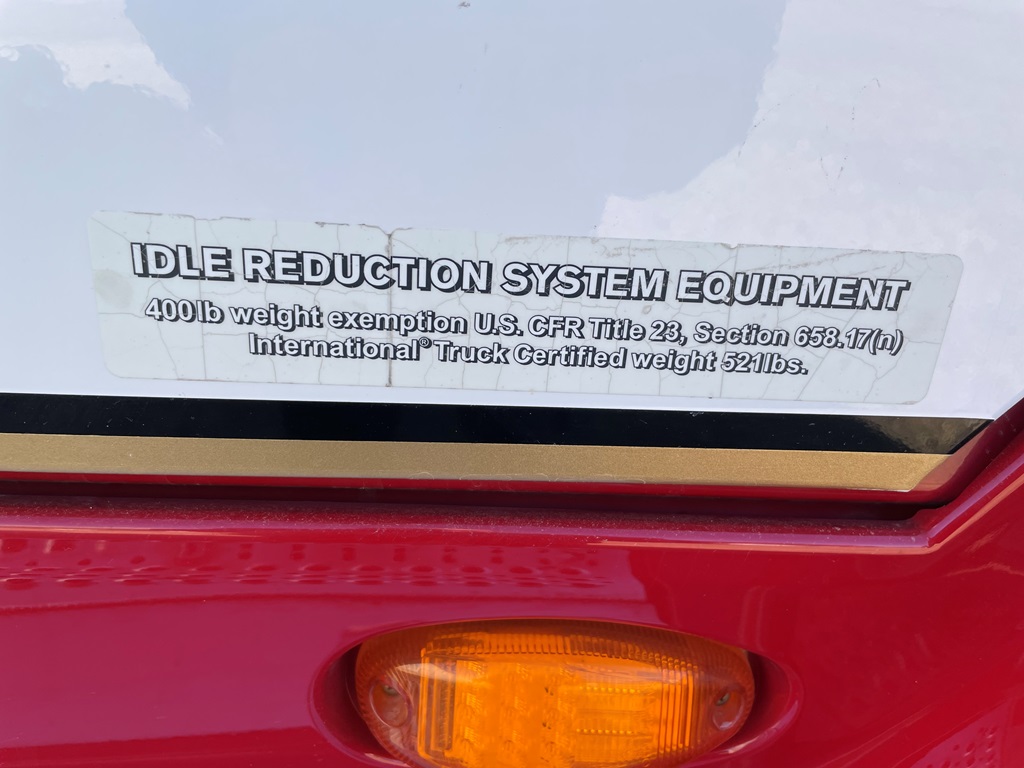 IDLE REDUCTION SYSTEM EQUIPMENT
400lb weight exemption U.S. CFR Title 23, Section 658.17(n)
International® Truck Certified weight 521lbs.